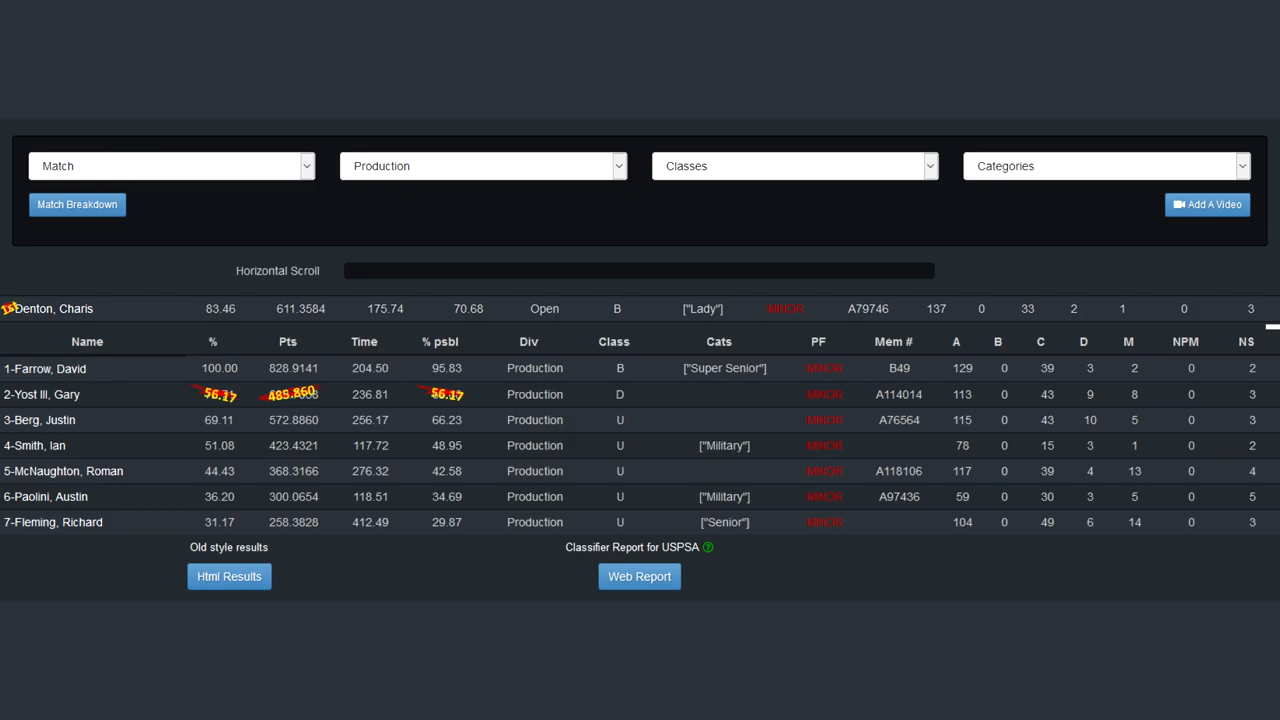 Match Production Classes Categories
Match Breakdown Add A Video
Horizontal Scroll
1st Denton, Charis 83.46 611.3584 175.74 70.68 Open B ["Lady"] MINOR A79746 137 0 33 2 1 0 3
Name % Pts Time % psbl Div Class Cats PF Mem # A B C D M NPM NS
1-Farrow, David 100.00 828.9141 204.50 95.83 Production B ["Super Senior"] MINOR B49 129 0 39 3 2 0 2
2-Yost III, Gary 56.17 485.860 236.81 56.17 Production D MINOR A114014 113 0 43 9 8 0 3
3-Berg, Justin 69.11 572.8860 256.17 66.23 Production U MINOR A76564 115 0 43 10 5 0 3
4-Smith, Ian 51.08 423.4321 117.72 48.95 Production U ["Military"] MINOR 78 0 15 3 1 0 2
5-McNaughton, Roman 44.43 368.3166 276.32 42.58 Production U MINOR A118106 117 0 39 4 13 0 4
6-Paolini, Austin 36.20 300.0654 118.51 34.69 Production U ["Military"] MINOR A97436 59 0 30 3 5 0 5
7-Fleming, Richard 31.17 258.3828 412.49 29.87 Production U ["Senior"] MINOR 104 0 49 6 14 0 3
Old style results Classifier Report for USPSA
Html Results Web Report